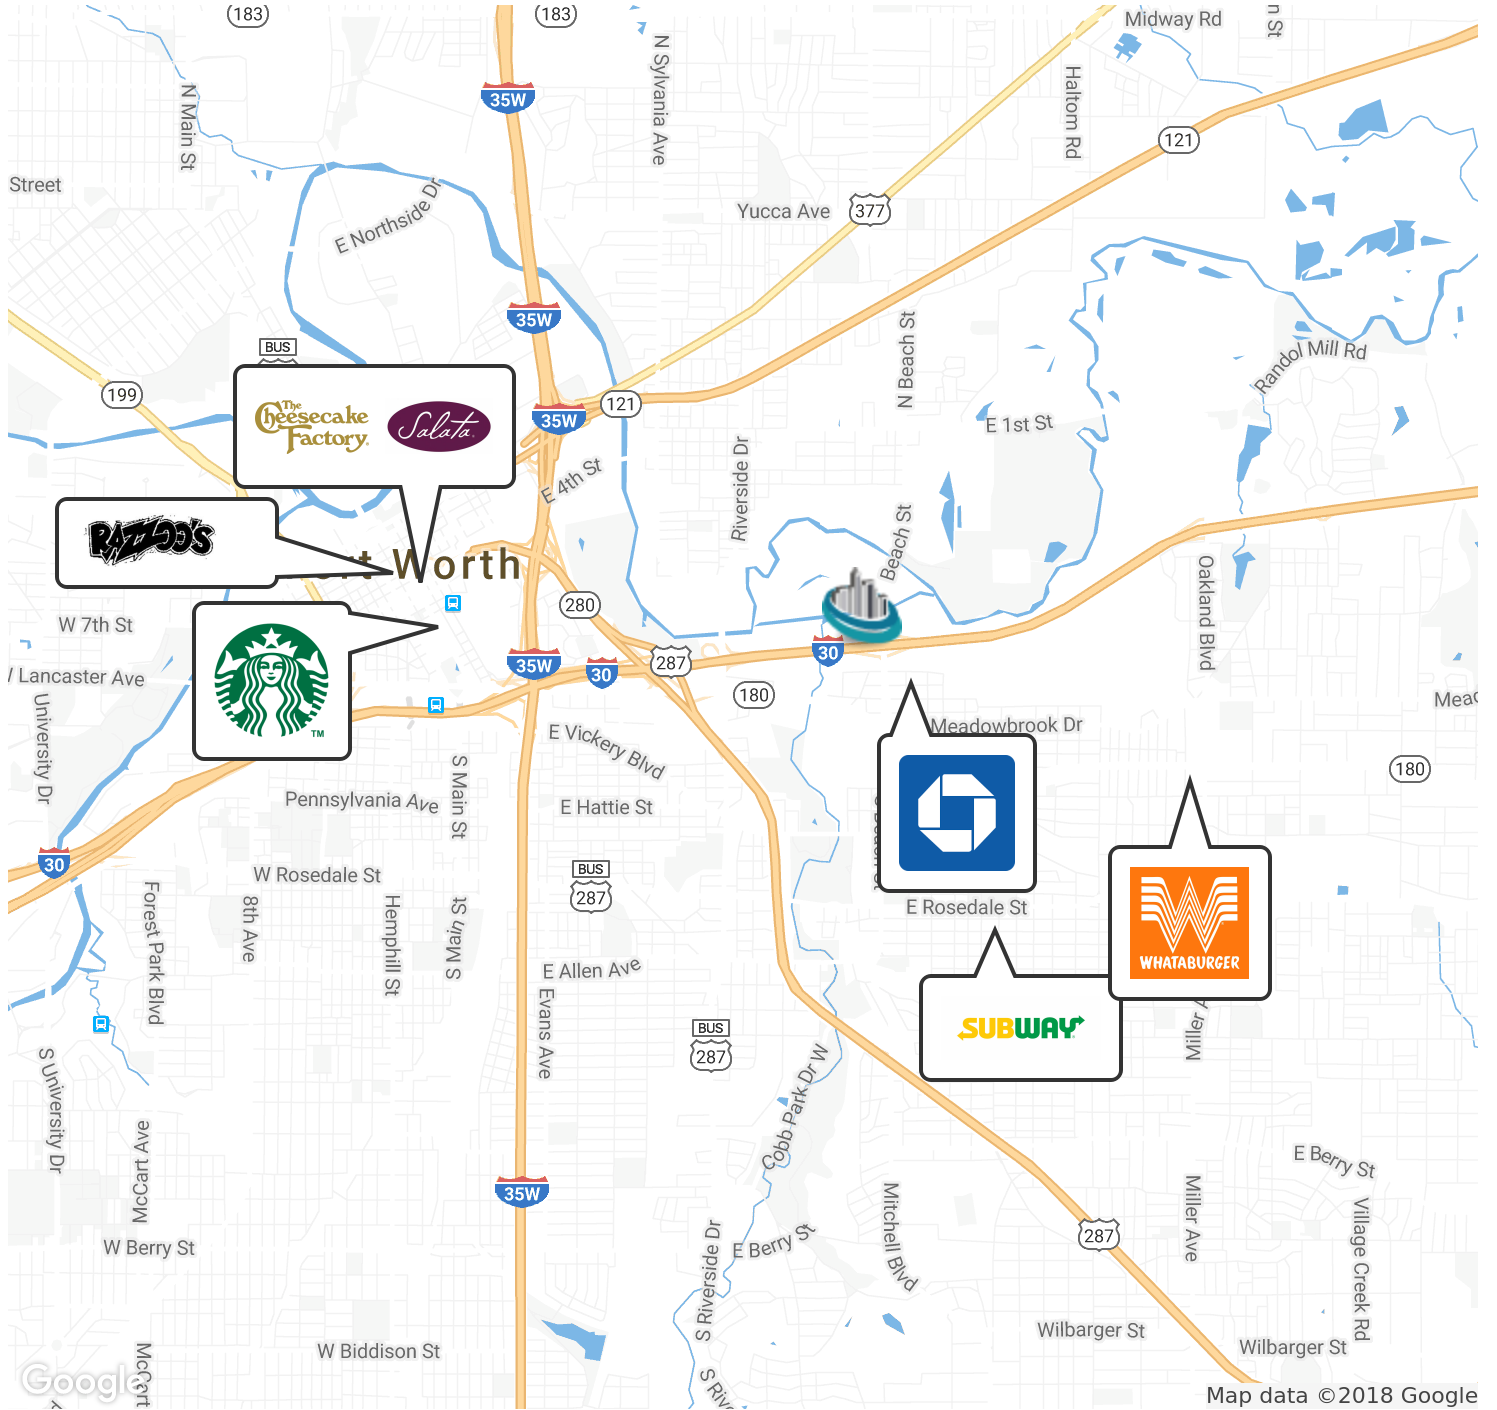 183
183
Midway Rd
N Sylvania Ave
N Main St
Haltom Rd
35W
121
Street
E Northside Dr
Yucca Ave
377
35W
N Beach St
BUS
Randol Mill Rd
199
The
Cheesecake
Factory
Salata
35W
121
E 1st St
Riverside Dr
E 4th St
RAZZOO'S
Beach St
Worth
Oakland Blvd
280
W 7th St
35W
30
287
30
Lancaster Ave
180
University Dr
Meadowbrook Dr
E Vickery Blvd
S Main St
180
Pennsylvania Ave
E Hattie St
TM
30
BUS
287
W Rosedale St
E Rosedale St
Forest Park Blvd
8th Ave
Hemphill St
S Main St
WHATABURGER
E Allen Ave
Evans Ave
SUBWAY
BUS
287
Cobb Park Dr W
S University Dr
McCart Ave
E Berry St
35W
Mitchell Blvd
Miller Ave
Village Creek Rd
287
W Berry St
E Berry St
S Riverside Dr
Wilbarger St
Wilbarger St
W Biddison St
Google
Map data ©2018 Google